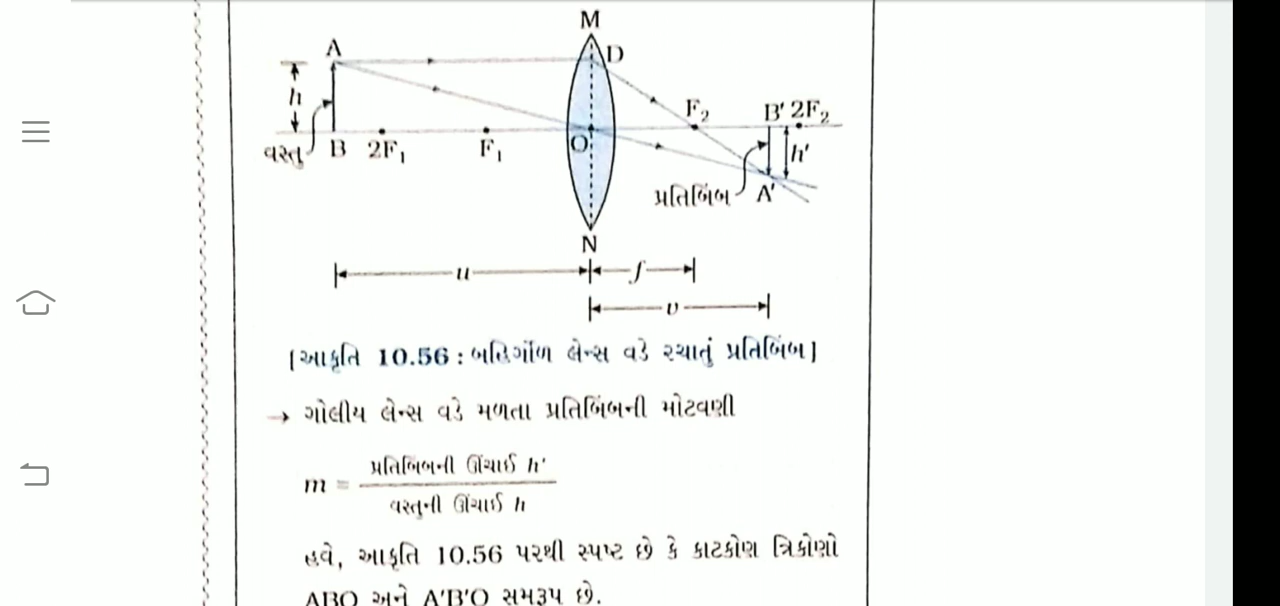 M
A
D
h
F₂
B′ 2F₂
O
h′
વસ્તુ
B 2F₁
F₁
પ્રતિબિંબ
A′
N
u
f
v
[આકૃતિ 10.56 : બહિર્ગોળ લેન્સ વડે રચાતું પ્રતિબિંબ]
→ ગોલીય લેન્સ વડે મળતા પ્રતિબિંબની મોટવણી
m = પ્રતિબિંબની ઊંચાઈ h'
વસ્તુની ઊંચાઈ h
હવે, આકૃતિ 10.56 પરથી સ્પષ્ટ છે કે કાટકોણ ત્રિકોણો
ABO અને A′B′O સમરૂપ છે.